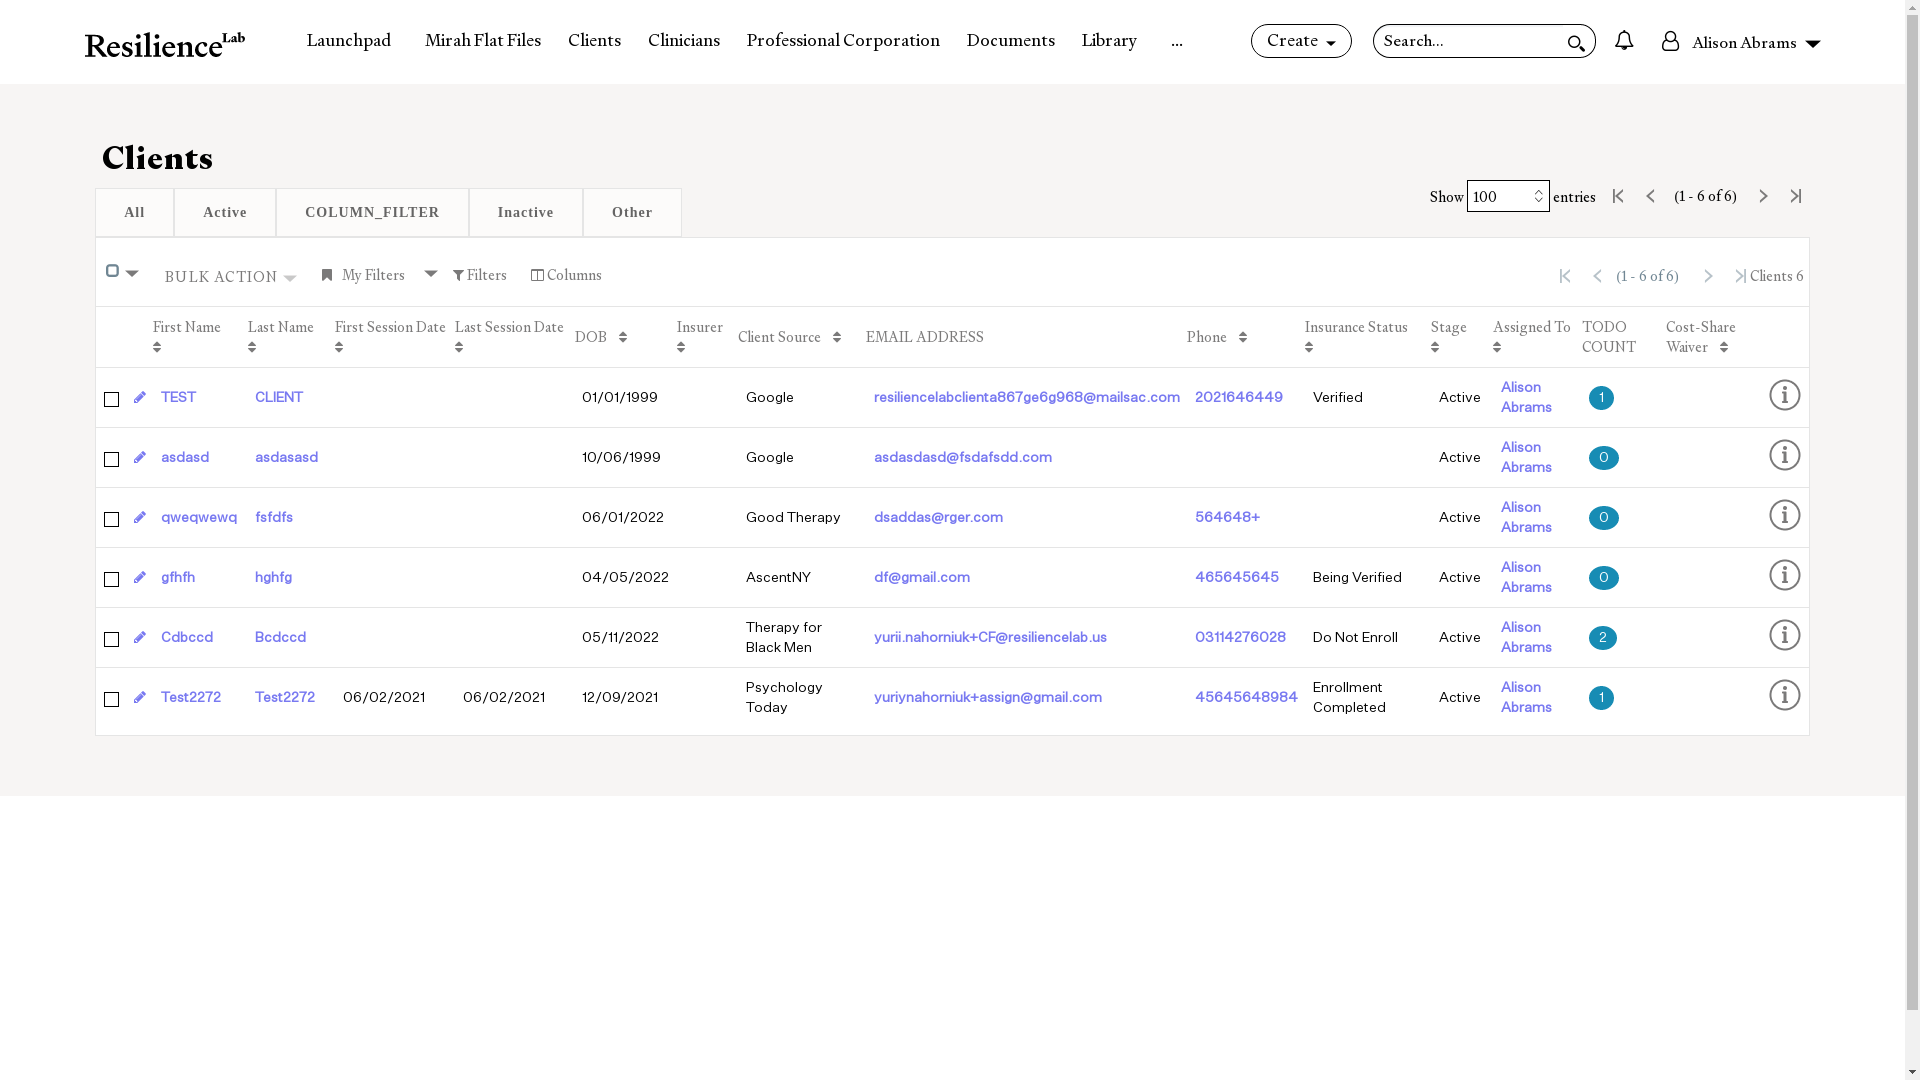 ResilienceLab Launchpad Mirah Flat Files Clients Clinicians Professional Corporation Documents Library ... Create Search... Alison Abrams
Clients
Show 100 entries (1 - 6 of 6)
All Active COLUMN_FILTER Inactive Other
BULK ACTION My Filters Filters Columns (1 - 6 of 6) Clients 6
First Name Last Name First Session Date Last Session Date DOB Insurer Client Source EMAIL ADDRESS Phone Insurance Status Stage Assigned To TODO COUNT Cost-Share Waiver
TEST CLIENT 01/01/1999 Google resiliencelabclienta867ge6g968@mailsac.com 2021646449 Verified Active Alison Abrams 1
asdasd asdasasd 10/06/1999 Google asdasdasd@fsdafsdd.com Active Alison Abrams 0
qweqwewq fsfdfs 06/01/2022 Good Therapy dsaddas@rger.com 564648+ Active Alison Abrams 0
gfhfh hghfg 04/05/2022 AscentNY df@gmail.com 465645645 Being Verified Active Alison Abrams 0
Cdbccd Bcdccd 05/11/2022 Therapy for Black Men yurii.nahorniuk+CF@resiliencelab.us 03114276028 Do Not Enroll Active Alison Abrams 2
Test2272 Test2272 06/02/2021 06/02/2021 12/09/2021 Psychology Today yuriynahorniuk+assign@gmail.com 45645648984 Enrollment Completed Active Alison Abrams 1